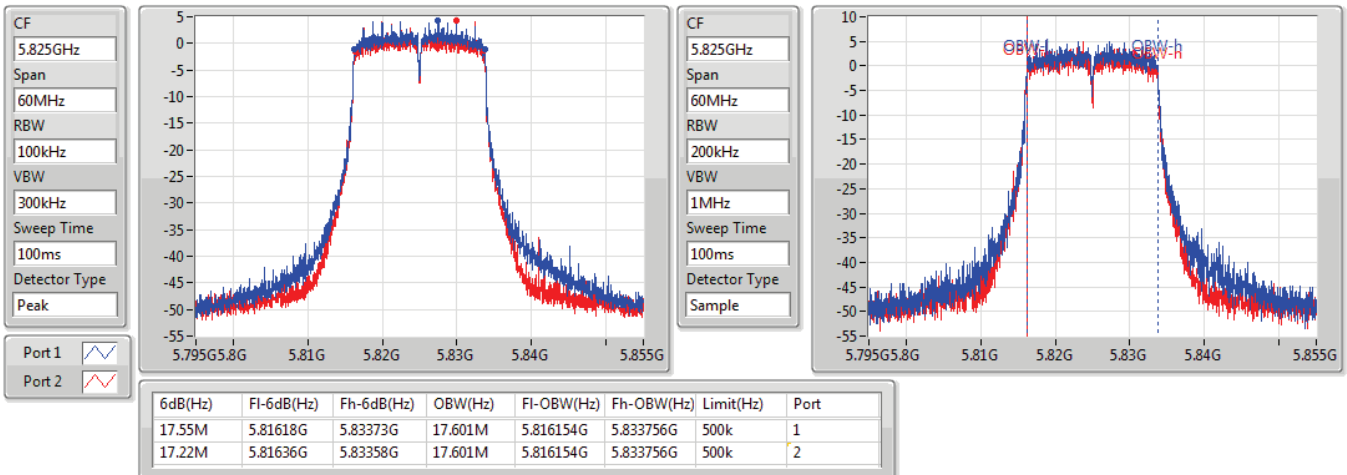 CF
5.825GHz
Span
60MHz
RBW
100kHz
VBW
300kHz
Sweep Time
100ms
Detector Type
Peak
Port 1
Port 2
5
0
-5
-10
-15
-20
-25
-30
-35
-40
-45
-50
-55
5.795G 5.8G 5.81G 5.82G 5.83G 5.84G 5.855G
CF
5.825GHz
Span
60MHz
RBW
200kHz
VBW
1MHz
Sweep Time
100ms
Detector Type
Sample
10
5
0
-5
-10
-15
-20
-25
-30
-35
-40
-45
-50
-55
OBW-l OBW-h
OBW-l OBW-h
5.795G 5.8G 5.81G 5.82G 5.83G 5.84G 5.855G
6dB(Hz) Fl-6dB(Hz) Fh-6dB(Hz) OBW(Hz) Fl-OBW(Hz) Fh-OBW(Hz) Limit(Hz) Port
17.55M 5.81618G 5.83373G 17.601M 5.816154G 5.833756G 500k 1
17.22M 5.81636G 5.83358G 17.601M 5.816154G 5.833756G 500k 2